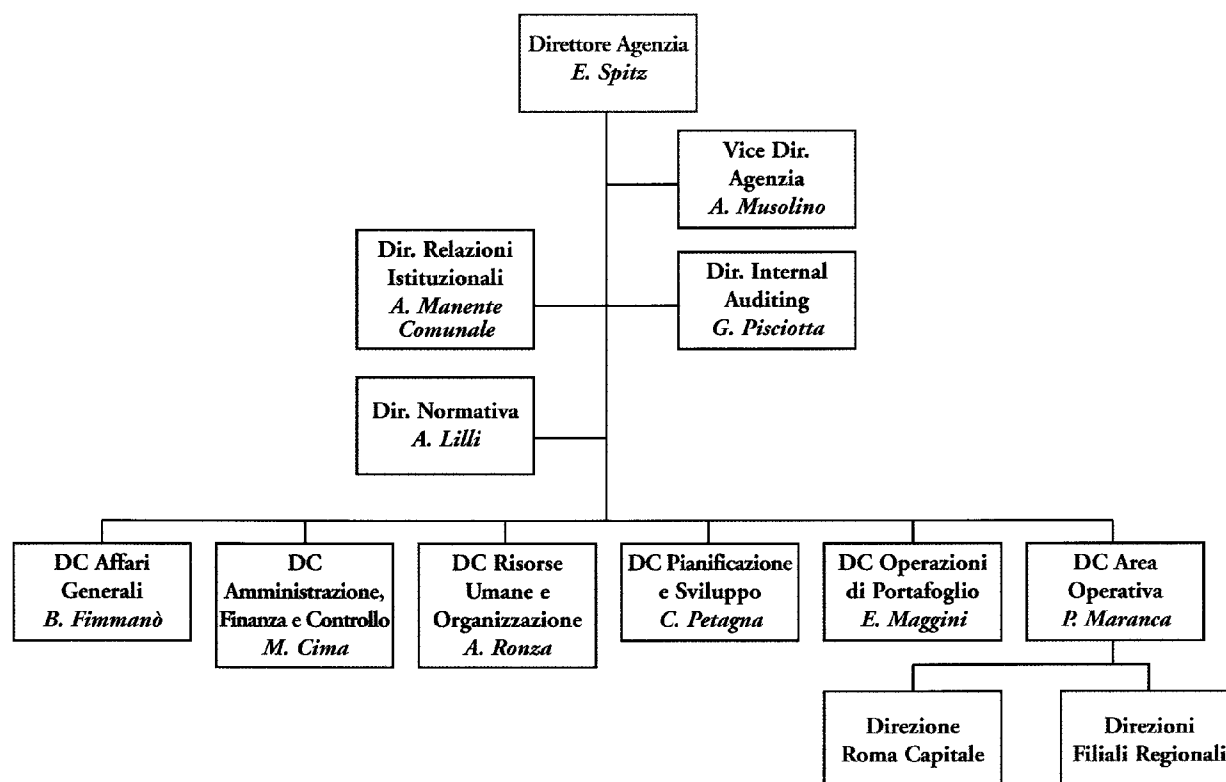 Direttore Agenzia
E. Spitz
Vice Dir.
Agenzia
A. Musolino
Dir. Relazioni
Istituzionali
A. Manente
Comunale
Dir. Internal
Auditing
G. Pisciotta
Dir. Normativa
A. Lilli
DC Affari
Generali
B. Fimmanò
DC
Amministrazione,
Finanza e Controllo
M. Cima
DC Risorse
Umane e
Organizzazione
A. Ronza
DC Pianificazione
e Sviluppo
C. Petagna
DC Operazioni
di Portafoglio
E. Maggini
DC Area
Operativa
P. Maranca
Direzione
Roma Capitale
Direzioni
Filiali Regionali